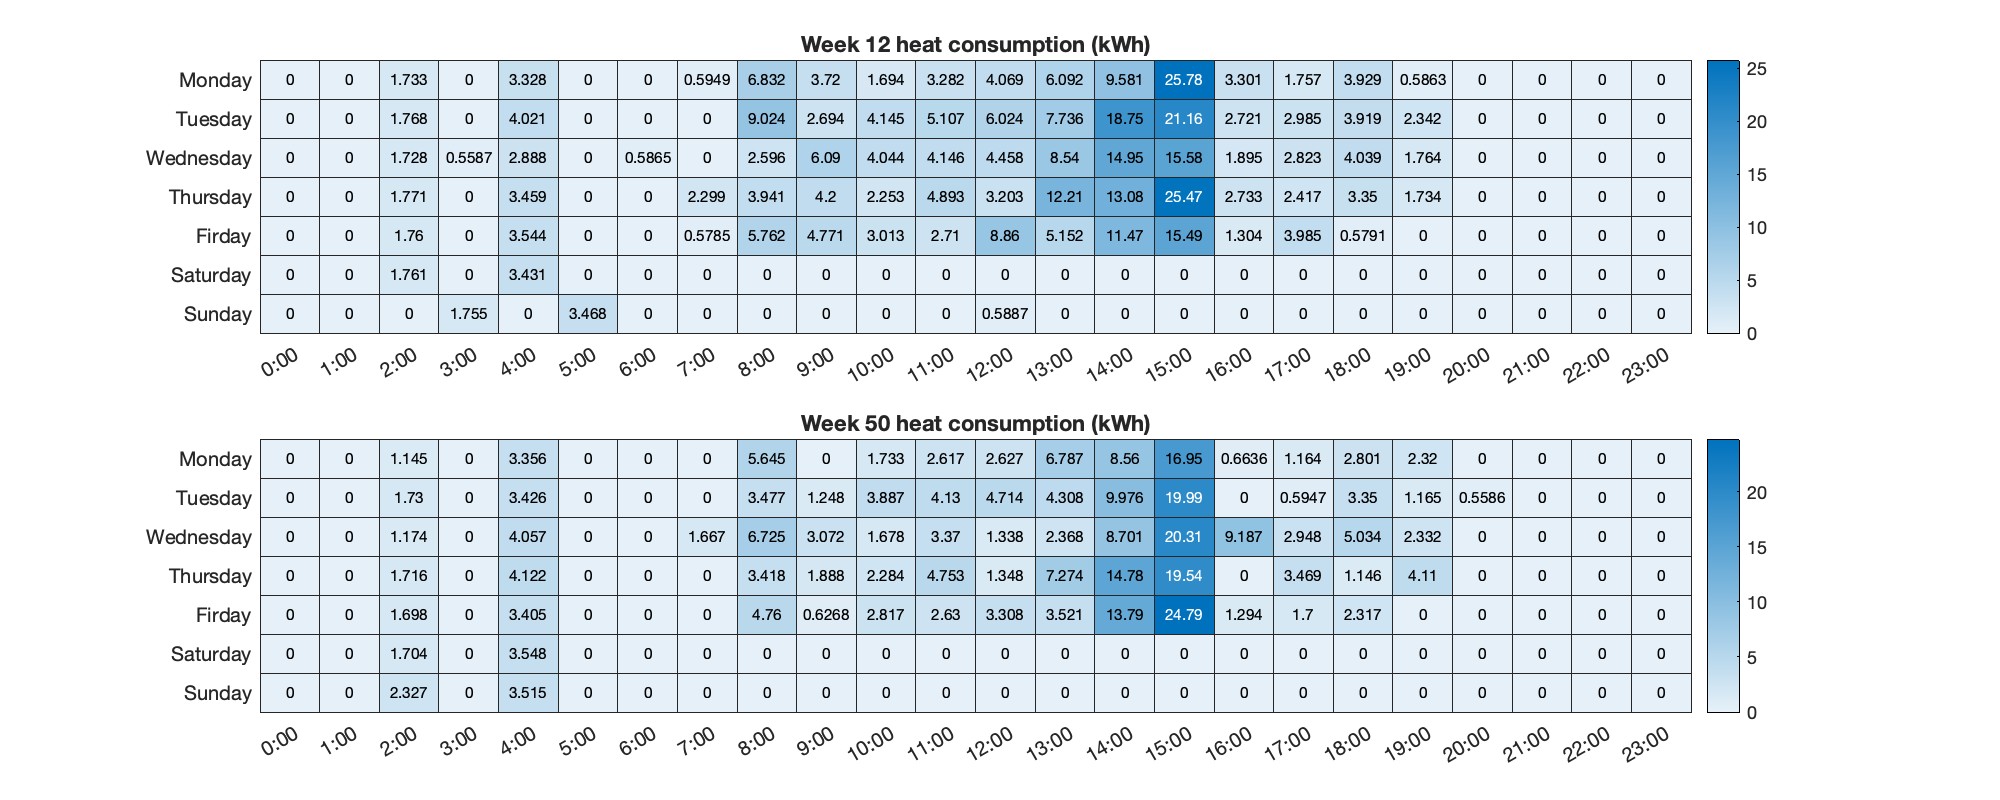 Week 12 heat consumption (kWh)
Monday 0 0 1.733 0 3.328 0 0 0.5949 6.832 3.72 1.694 3.282 4.069 6.092 9.581 25.78 3.301 1.757 3.929 0.5863 0 0 0 0
Tuesday 0 0 1.768 0 4.021 0 0 0 9.024 2.694 4.145 5.107 6.024 7.736 18.75 21.16 2.721 2.985 3.919 2.342 0 0 0 0
Wednesday 0 0 1.728 0.5587 2.888 0 0.5865 0 2.596 6.09 4.044 4.146 4.458 8.54 14.95 15.58 1.895 2.823 4.039 1.764 0 0 0 0
Thursday 0 0 1.771 0 3.459 0 0 2.299 3.941 4.2 2.253 4.893 3.203 12.21 13.08 25.47 2.733 2.417 3.35 1.734 0 0 0 0
Firday 0 0 1.76 0 3.544 0 0 0.5785 5.762 4.771 3.013 2.71 8.86 5.152 11.47 15.49 1.304 3.985 0.5791 0 0 0 0 0
Saturday 0 0 1.761 0 3.431 0 0 0 0 0 0 0 0 0 0 0 0 0 0 0 0 0 0 0
Sunday 0 0 0 1.755 0 3.468 0 0 0 0 0 0 0.5887 0 0 0 0 0 0 0 0 0 0 0
0:00 1:00 2:00 3:00 4:00 5:00 6:00 7:00 8:00 9:00 10:00 11:00 12:00 13:00 14:00 15:00 16:00 17:00 18:00 19:00 20:00 21:00 22:00 23:00
25
20
15
10
5
0
Week 50 heat consumption (kWh)
Monday 0 0 1.145 0 3.356 0 0 0 5.645 0 1.733 2.617 2.627 6.787 8.56 16.95 0.6636 1.164 2.801 2.32 0 0 0 0
Tuesday 0 0 1.73 0 3.426 0 0 0 3.477 1.248 3.887 4.13 4.714 4.308 9.976 19.99 0 0.5947 3.35 1.165 0.5586 0 0 0
Wednesday 0 0 1.174 0 4.057 0 0 1.667 6.725 3.072 1.678 3.37 1.338 2.368 8.701 20.31 9.187 2.948 5.034 2.332 0 0 0 0
Thursday 0 0 1.716 0 4.122 0 0 0 3.418 1.888 2.284 4.753 1.348 7.274 14.78 19.54 0 3.469 1.146 4.11 0 0 0 0
Firday 0 0 1.698 0 3.405 0 0 0 4.76 0.6268 2.817 2.63 3.308 3.521 13.79 24.79 1.294 1.7 2.317 0 0 0 0 0
Saturday 0 0 1.704 0 3.548 0 0 0 0 0 0 0 0 0 0 0 0 0 0 0 0 0 0 0
Sunday 0 0 2.327 0 3.515 0 0 0 0 0 0 0 0 0 0 0 0 0 0 0 0 0 0 0
0:00 1:00 2:00 3:00 4:00 5:00 6:00 7:00 8:00 9:00 10:00 11:00 12:00 13:00 14:00 15:00 16:00 17:00 18:00 19:00 20:00 21:00 22:00 23:00
20
15
10
5
0